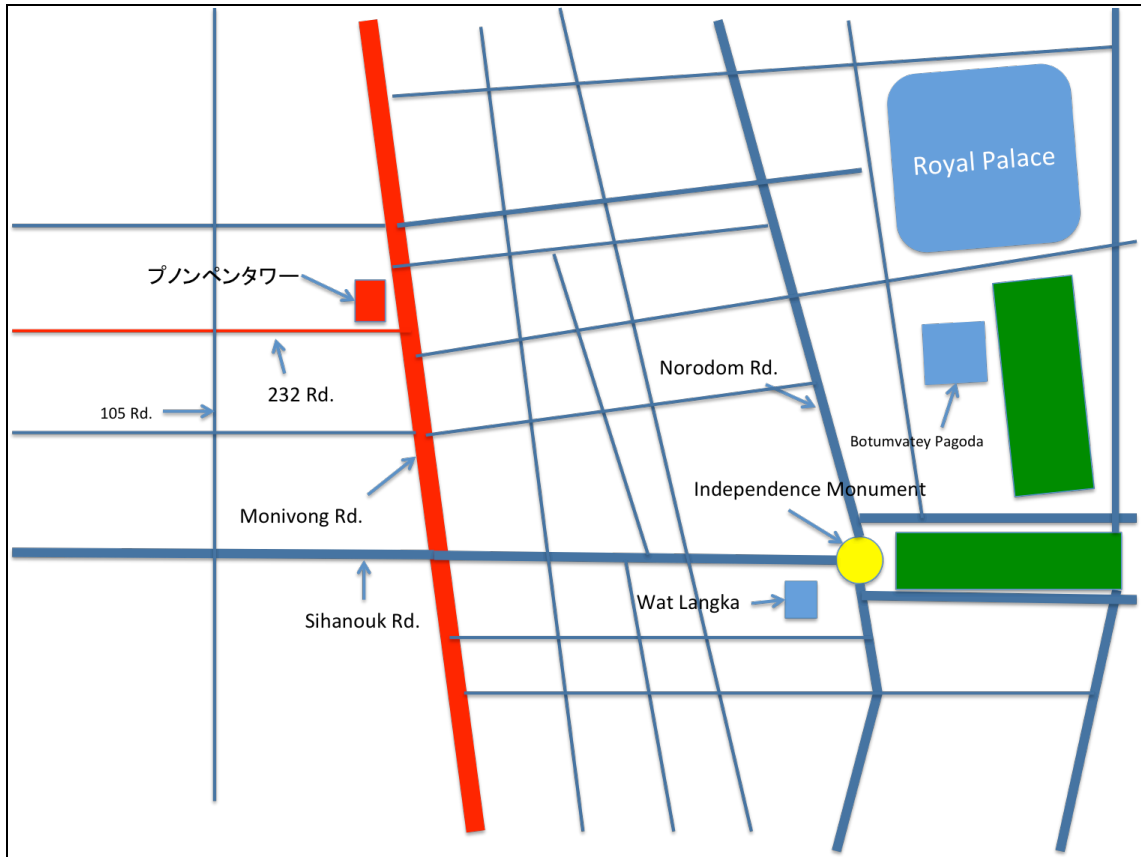 Royal Palace
プノンペンタワー
Norodom Rd.
232 Rd.
105 Rd.
Botumvatey Pagoda
Independence Monument
Monivong Rd.
Wat Langka
Sihanouk Rd.